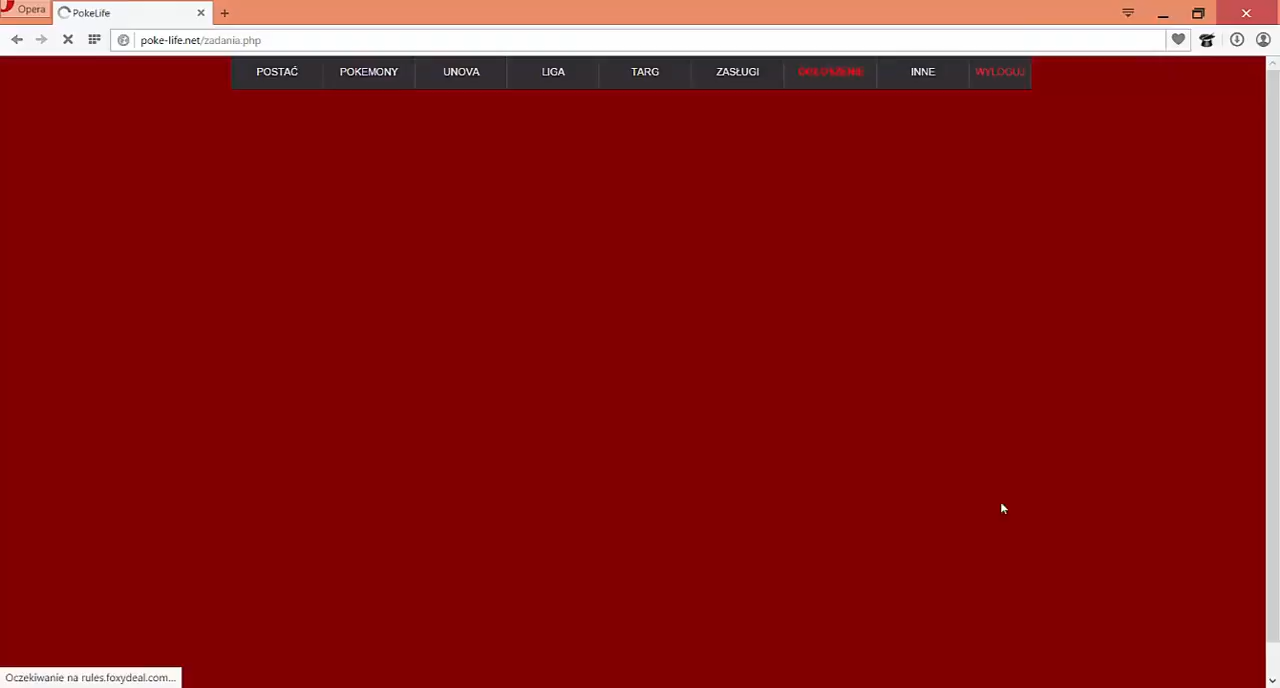 Opera
PokeLife
poke-life.net/zadania.php
POSTAĆ POKEMONY UNOVA LIGA TARG ZASŁUGI INNE WYLOGUJ
Oczekiwanie na rules.foxydeal.com...